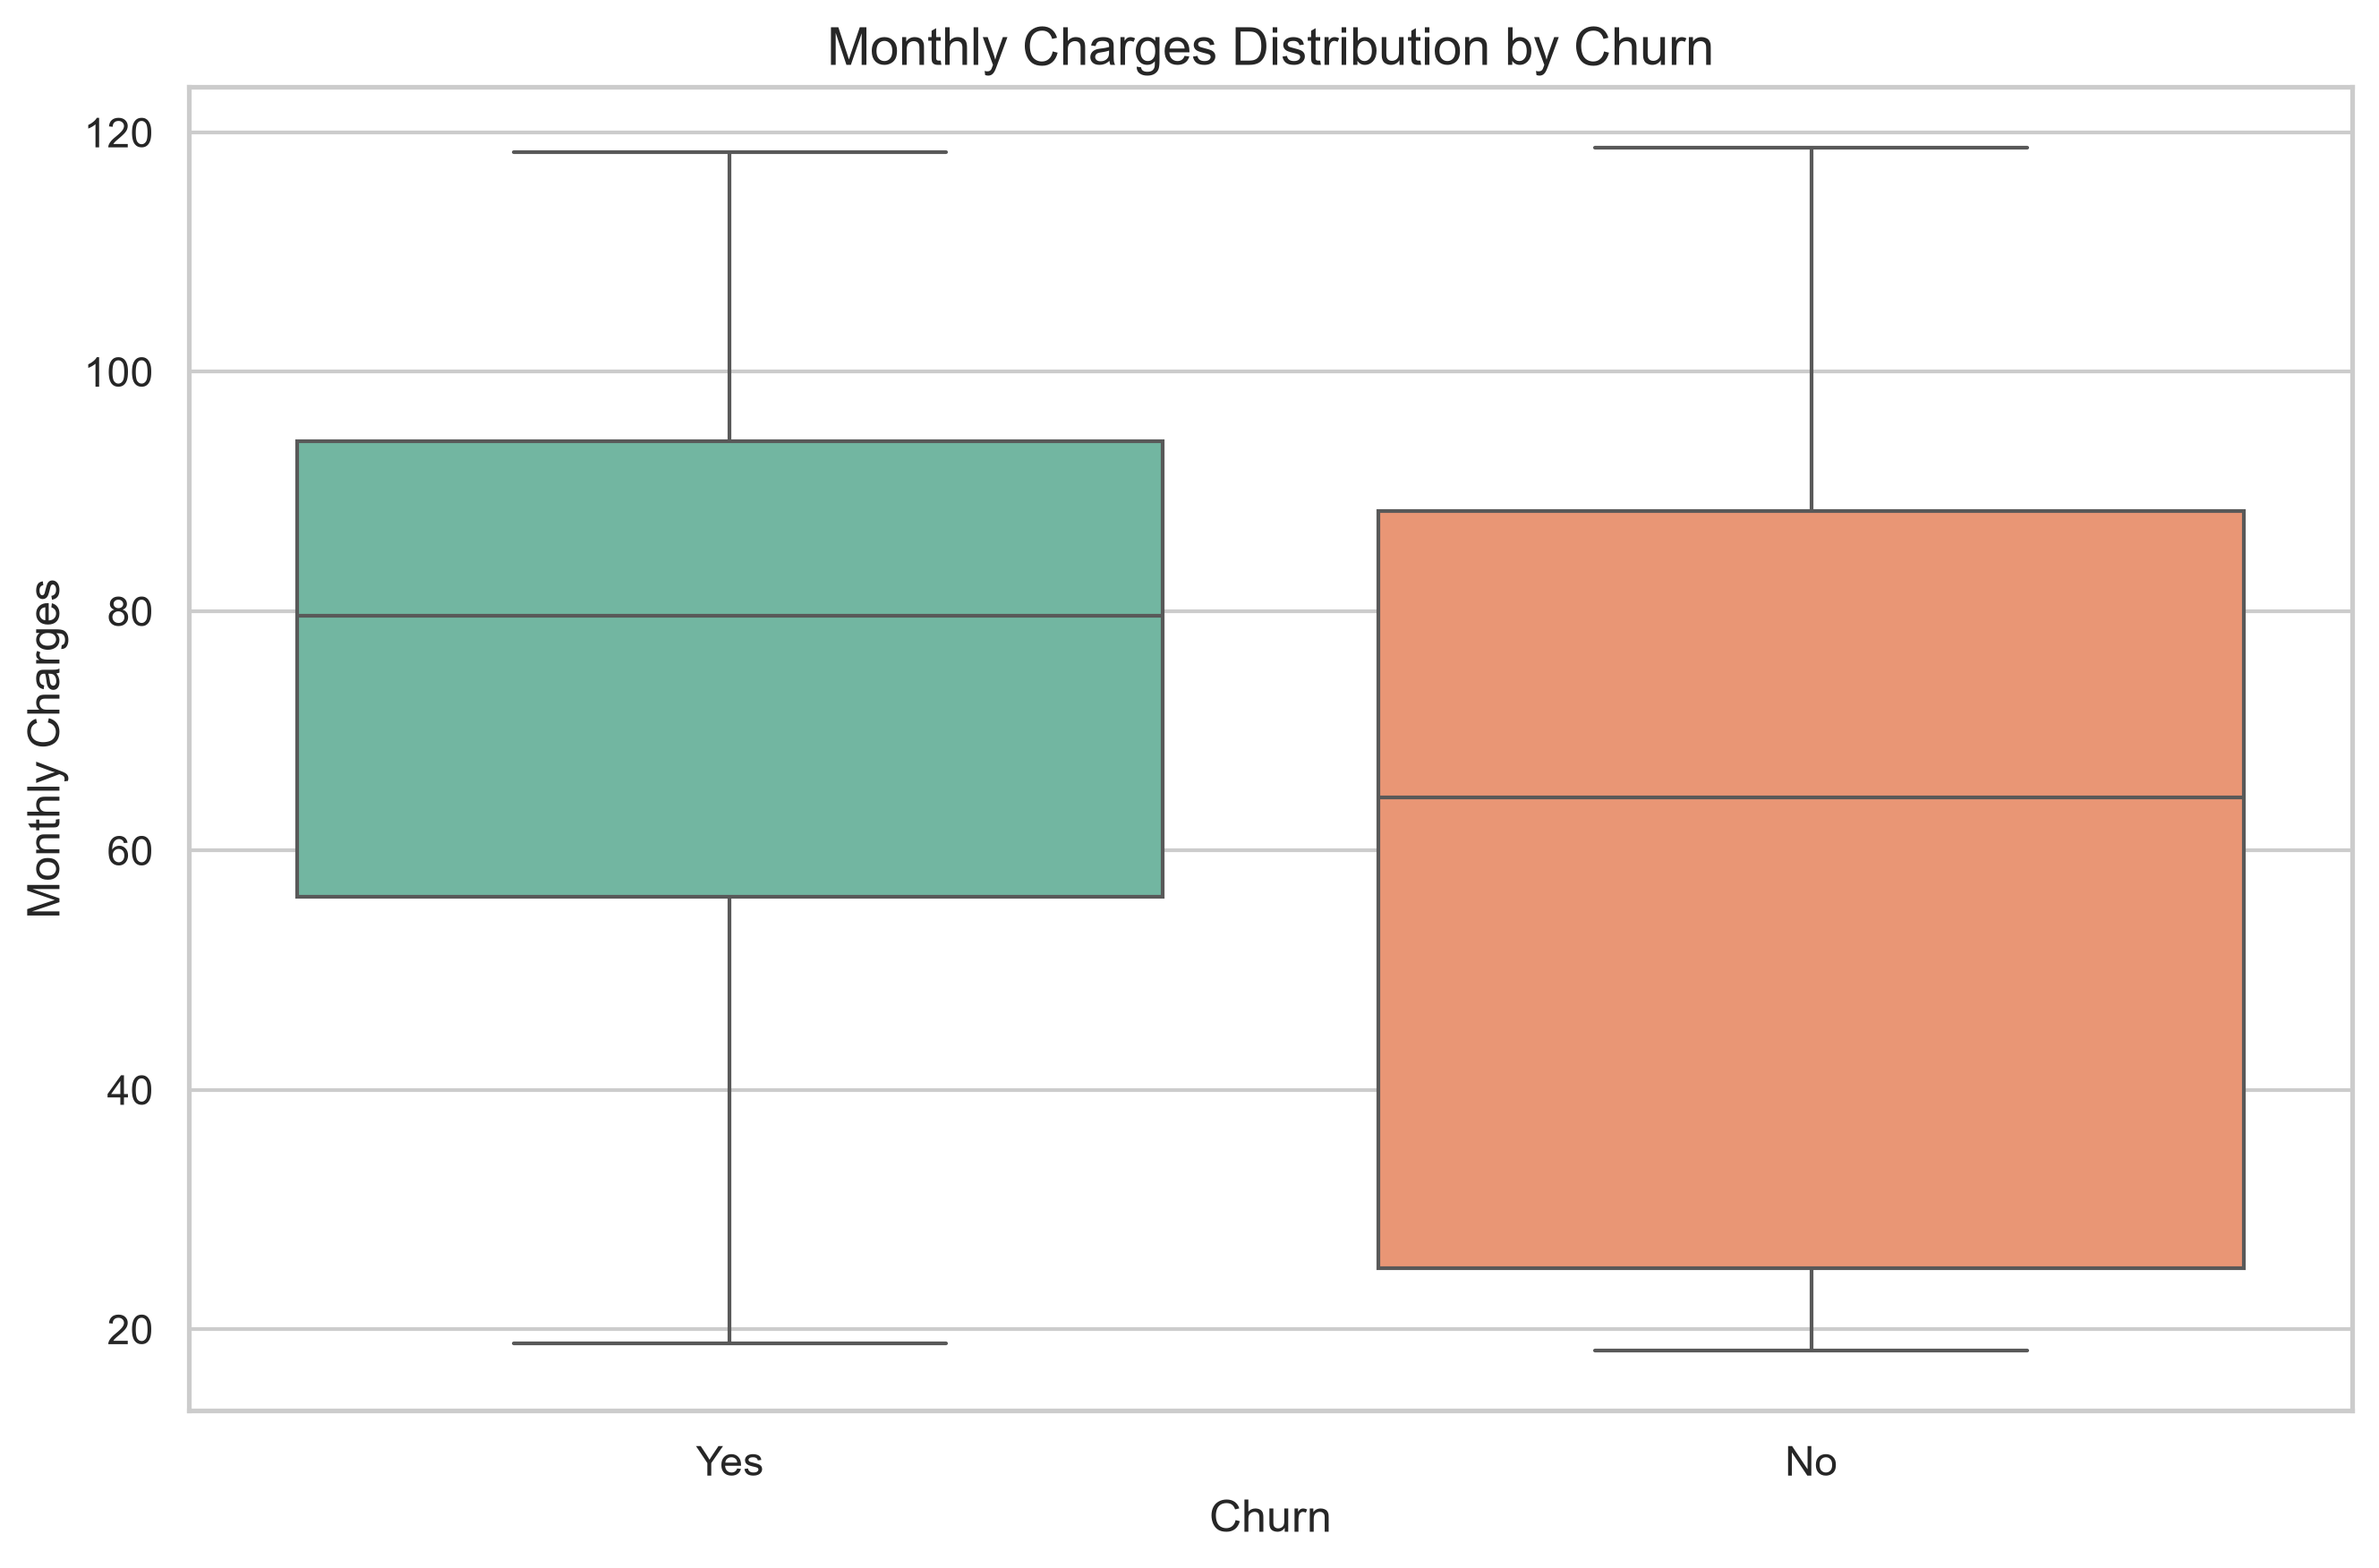 Monthly Charges Distribution by Churn
120
100
80
60
40
20
Monthly Charges
Yes
No
Churn